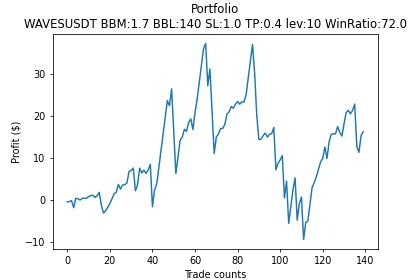 Portfolio
WAVESUSDT BBM:1.7 BBL:140 SL:1.0 TP:0.4 lev:10 WinRatio:72.0
Profit ($)
30
20
10
0
−10
0 20 40 60 80 100 120 140
Trade counts